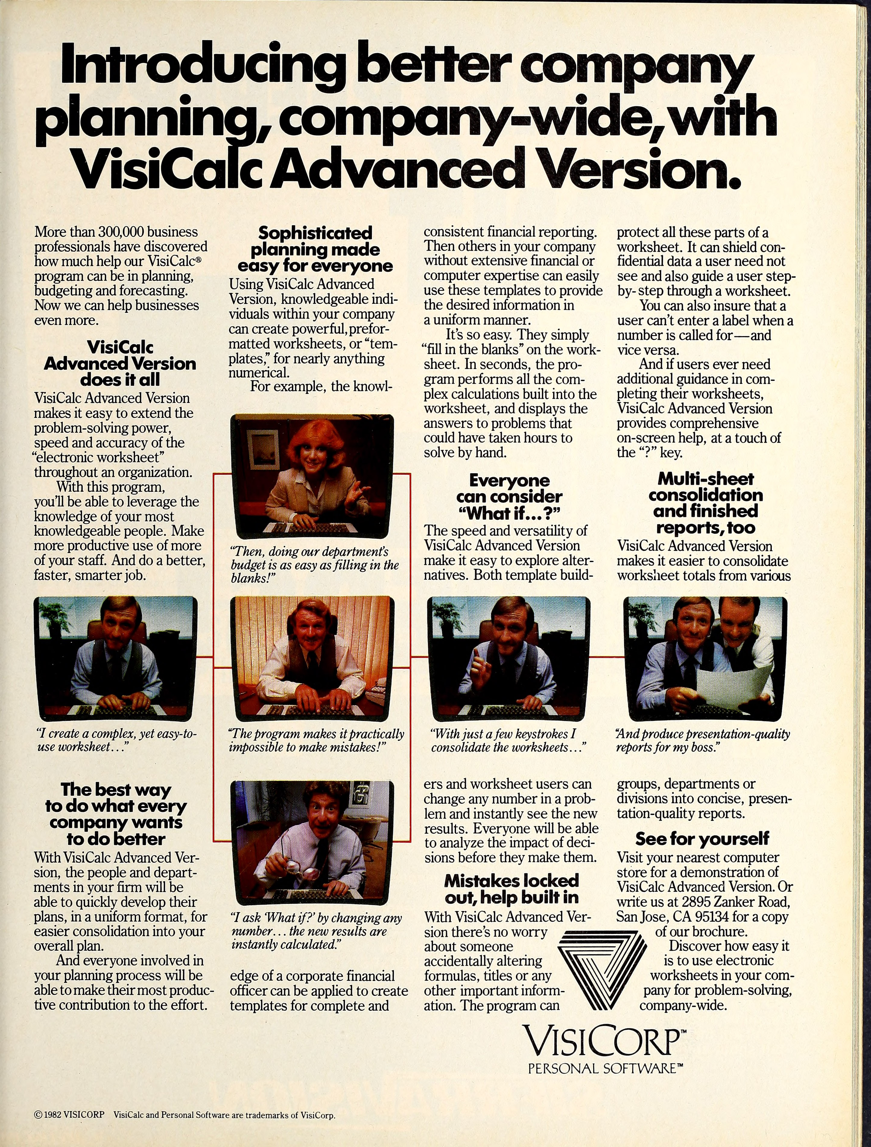 Introducing better company
planning, company-wide, with
VisiCalc Advanced Version.
More than 300,000 business
professionals have discovered
how much help our VisiCalc®
program can be in planning,
budgeting and forecasting.
Now we can help businesses
even more.
VisiCalc
Advanced Version
does it all
VisiCalc Advanced Version
makes it easy to extend the
problem-solving power,
speed and accuracy of the
“electronic worksheet”
throughout an organization.
With this program,
you'll be able to leverage the
knowledge of your most
knowledgeable people. Make
more productive use of more
of your staff. And do a better,
faster, smarter job.
“I create a complex, yet easy-to-
use worksheet...”
The best way
to do what every
company wants
to do better
With VisiCalc Advanced Ver-
sion, the people and depart-
ments in your firm will be
able to quickly develop their
plans, in a uniform format, for
easier consolidation into your
overall plan.
And everyone involved in
your planning process will be
able to make their most produc-
tive contribution to the effort.
Sophisticated
planning made
easy for everyone
Using VisiCalc Advanced
Version, knowledgeable indi-
viduals within your company
can create powerful, prefor-
matted worksheets, or “tem-
plates,” for nearly anything
numerical.
For example, the knowl-
“Then, doing our department's
budget is as easy as filling in the
blanks!”
“The program makes it practically
impossible to make mistakes!”
“I ask ‘What if?’ by changing any
number... the new results are
instantly calculated.”
edge of a corporate financial
officer can be applied to create
templates for complete and
consistent financial reporting.
Then others in your company
without extensive financial or
computer expertise can easily
use these templates to provide
the desired information in
a uniform manner.
It's so easy. They simply
“fill in the blanks” on the work-
sheet. In seconds, the pro-
gram performs all the com-
plex calculations built into the
worksheet, and displays the
answers to problems that
could have taken hours to
solve by hand.
Everyone
can consider
“What if...?”
The speed and versatility of
VisiCalc Advanced Version
make it easy to explore alter-
natives. Both template build-
“With just a few keystrokes I
consolidate the worksheets...”
ers and worksheet users can
change any number in a prob-
lem and instantly see the new
results. Everyone will be able
to analyze the impact of deci-
sions before they make them.
Mistakes locked
out, help built in
With VisiCalc Advanced Ver-
sion there's no worry
about someone
accidentally altering
formulas, titles or any
other important inform-
ation. The program can
protect all these parts of a
worksheet. It can shield con-
fidential data a user need not
see and also guide a user step-
by-step through a worksheet.
You can also insure that a
user can't enter a label when a
number is called for—and
vice versa.
And if users ever need
additional guidance in com-
pleting their worksheets,
VisiCalc Advanced Version
provides comprehensive
on-screen help, at a touch of
the “?” key.
Multi-sheet
consolidation
and finished
reports, too
VisiCalc Advanced Version
makes it easier to consolidate
worksheet totals from various
“And produce presentation-quality
reports for my boss.”
groups, departments or
divisions into concise, presen-
tation-quality reports.
See for yourself
Visit your nearest computer
store for a demonstration of
VisiCalc Advanced Version. Or
write us at 2895 Zanker Road,
San Jose, CA 95134 for a copy
of our brochure.
Discover how easy it
is to use electronic
worksheets in your com-
pany for problem-solving,
company-wide.
VISICORP™
PERSONAL SOFTWARE™
©1982 VISICORP VisiCalc and Personal Software are trademarks of VisiCorp.